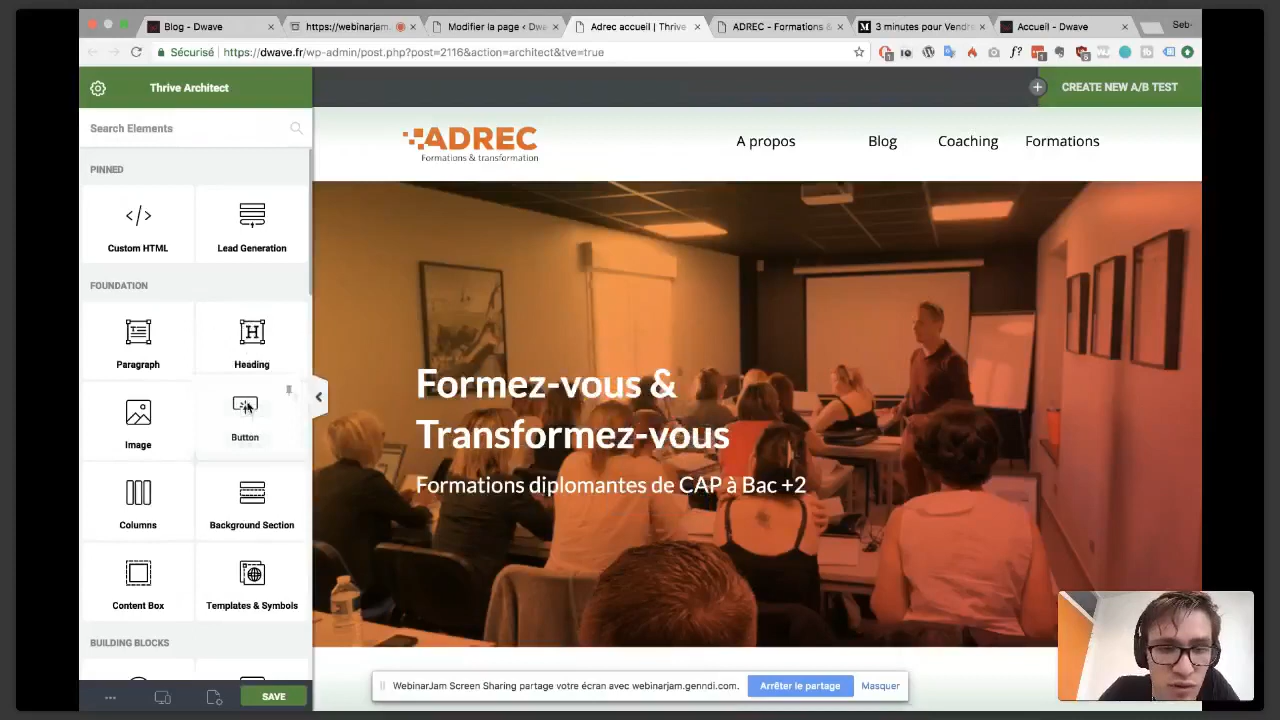 Blog - Dwave
https://webinarjam.
Modifier la page ‹ Dwave
Adrec accueil | Thrive
ADREC - Formations &
3 minutes pour Vendre
Accueil - Dwave
Seb-
Sécurisé
https://dwave.fr/wp-admin/post.php?post=2116&action=architect&tve=true
Thrive Architect
CREATE NEW A/B TEST
Search Elements
ADREC
Formations & transformation
A propos
Blog
Coaching
Formations
PINNED
Custom HTML
Lead Generation
FOUNDATION
Paragraph
Heading
Image
Button
Columns
Background Section
Content Box
Templates & Symbols
BUILDING BLOCKS
SAVE
Formez-vous &
Transformez-vous
Formations diplomantes de CAP à Bac +2
WebinarJam Screen Sharing partage votre écran avec webinarjam.genndi.com.
Arrêter le partage
Masquer